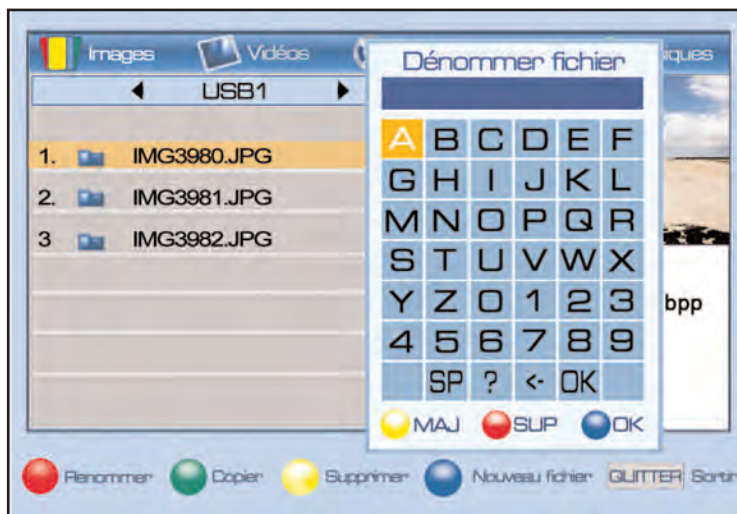 Images Vidéos iques
USB1
1. IMG3980.JPG
2. IMG3981.JPG
3 IMG3982.JPG
bpp
Dénommer fichier
A B C D E F
G H I J K L
M N O P Q R
S T U V W X
Y Z 0 1 2 3
4 5 6 7 8 9
SP ? <- OK
MAJ SUP OK
Renommer Copier Supprimer Nouveau fichier QUITTER Sortir